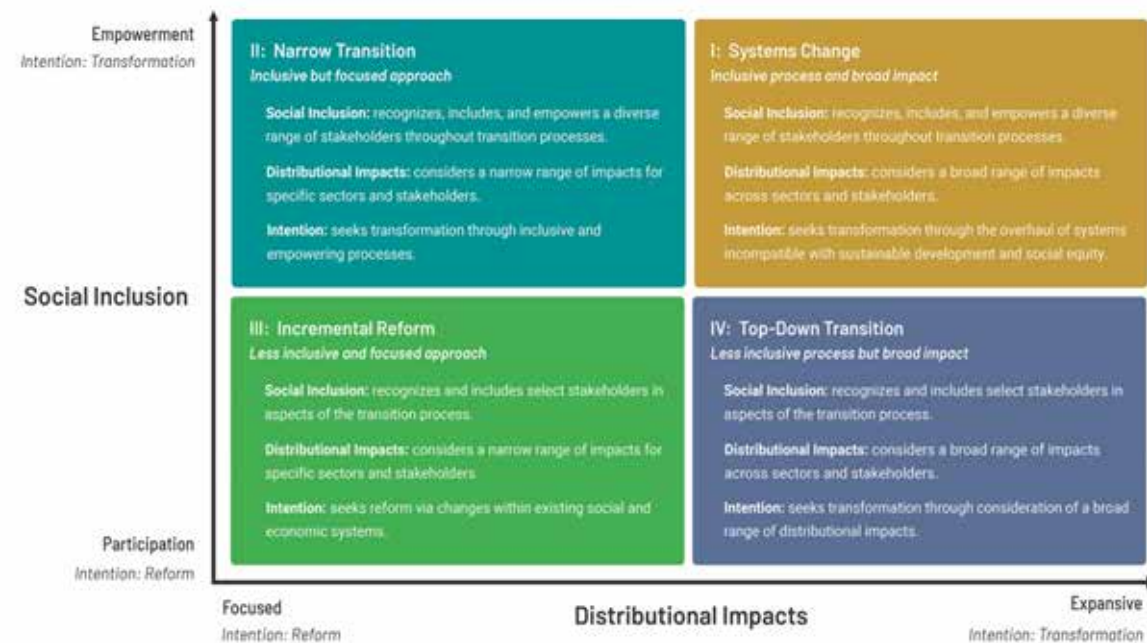 Empowerment
Intention: Transformation
II: Narrow Transition
Inclusive but focused approach
Social Inclusion: recognizes, includes, and empowers a diverse
range of stakeholders throughout transition processes.
Distributional Impacts: considers a narrow range of impacts for
specific sectors and stakeholders.
Intention: seeks transformation through inclusive and
empowering processes.
I: Systems Change
Inclusive process and broad impact
Social Inclusion: recognizes, includes, and empowers a diverse
range of stakeholders throughout transition processes.
Distributional Impacts: considers a broad range of impacts
across sectors and stakeholders.
Intention: seeks transformation through the overhaul of systems
incompatible with sustainable development and social equity.
Social Inclusion
III: Incremental Reform
Less inclusive and focused approach
Social Inclusion: recognizes and includes select stakeholders in
aspects of the transition process.
Distributional Impacts: considers a narrow range of impacts for
specific sectors and stakeholders
Intention: seeks reform via changes within existing social and
economic systems.
IV: Top-Down Transition
Less inclusive process but broad impact
Social Inclusion: recognizes and includes select stakeholders in
aspects of the transition process.
Distributional Impacts: considers a broad range of impacts
across sectors and stakeholders.
Intention: seeks transformation through consideration of a broad
range of distributional impacts.
Participation
Intention: Reform
Focused
Intention: Reform
Distributional Impacts
Expansive
Intention: Transformation